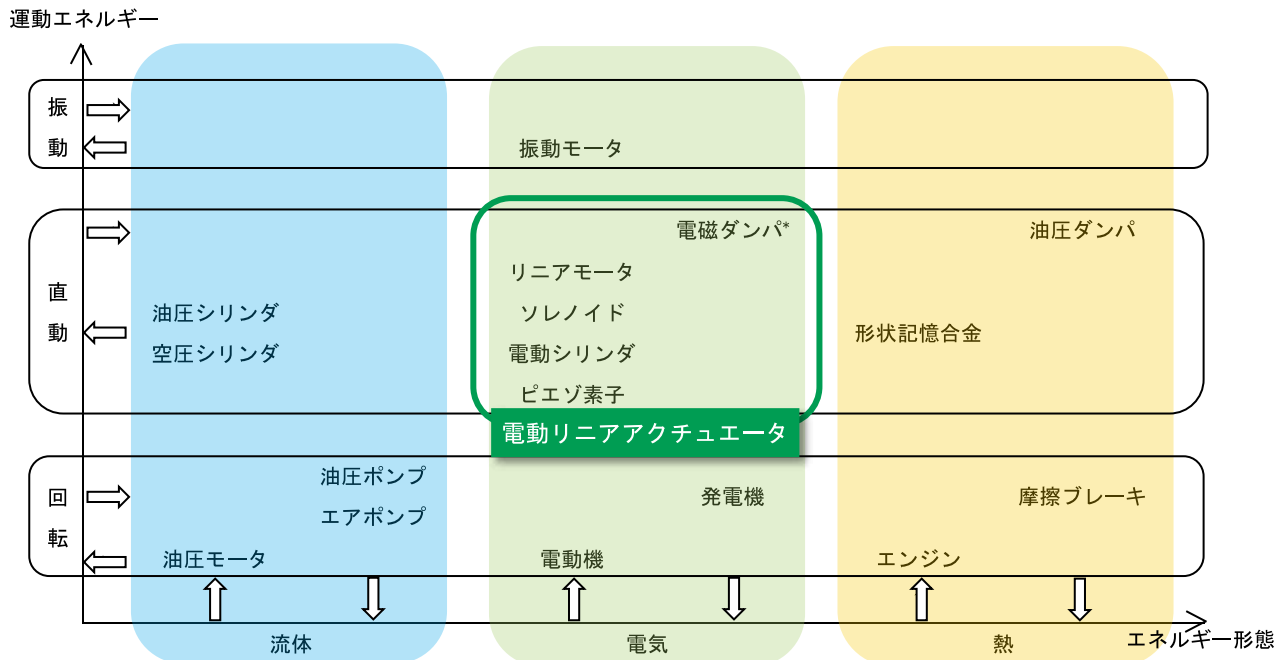 運動エネルギー
振動
振動モータ
直動
電磁ダンパ*
油圧ダンパ
リニアモータ
油圧シリンダ
ソレノイド
形状記憶合金
空圧シリンダ
電動シリンダ
ピエゾ素子
電動リニアアクチュエータ
回転
油圧ポンプ
発電機
摩擦ブレーキ
エアポンプ
油圧モータ
電動機
エンジン
流体
電気
熱
エネルギー形態